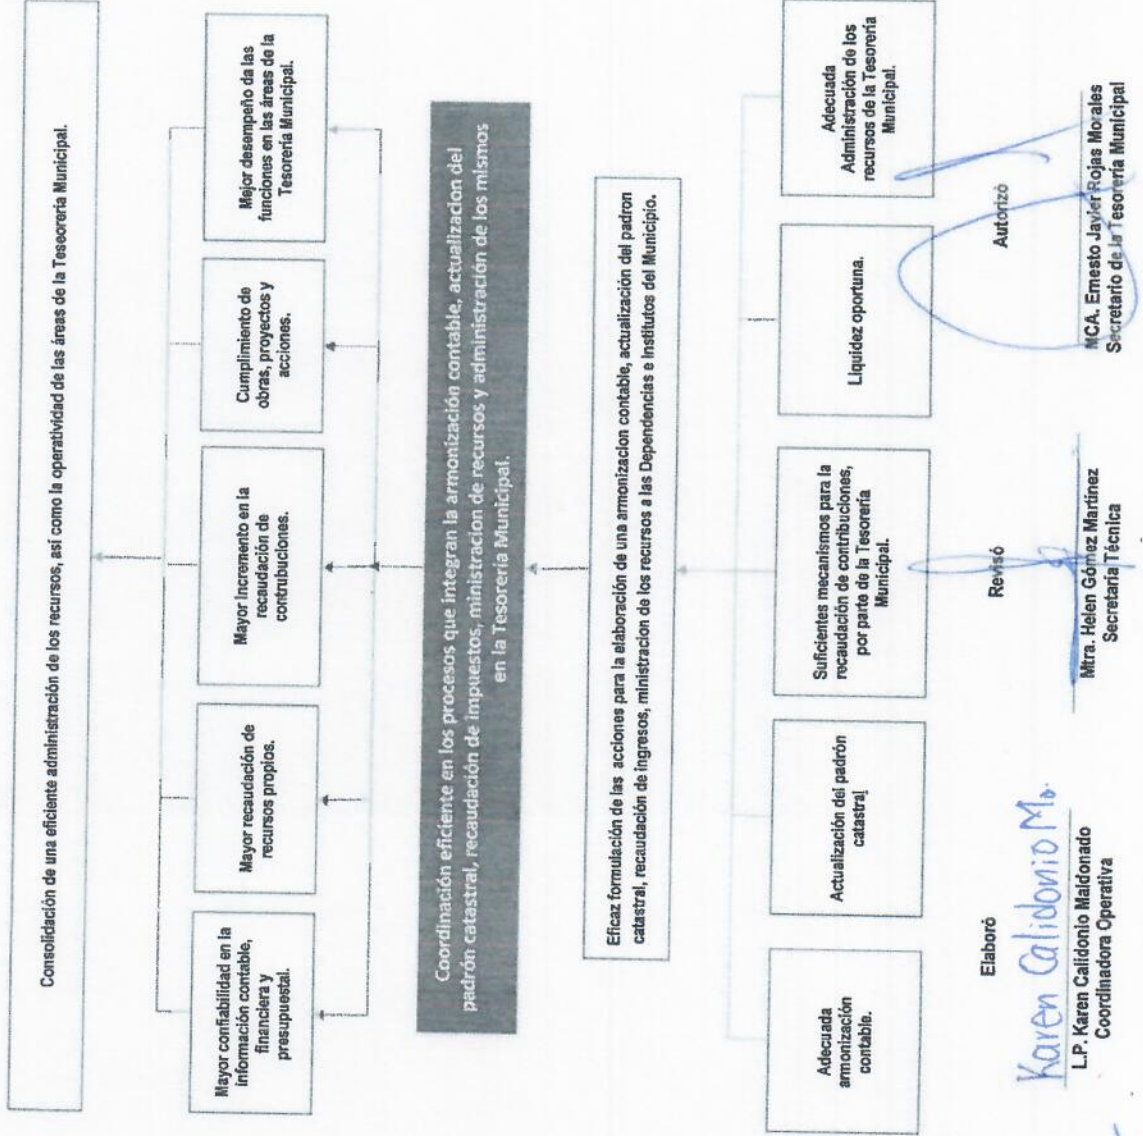 Consolidación de una eficiente administración de los recursos, así como la operatividad de las áreas de la Teseorería Municipal.
Mayor confiabilidad en la
información contable,
financiera y
presupuestal.
Mayor recaudación de
recursos propios.
Mayor incremento en la
recaudación de
contrubuciones.
Cumplimiento de
obras, proyectos y
acciones.
Mejor desempeño da las
funciones en las áreas de la
Tesorería Municipal.
Coordinación eficiente en los procesos que integran la armonización contable, actualizacion del
padrón catastral, recaudación de impuestos, ministracion de recursos y administración de los mismos
en la Tesorería Municipal.
Eficaz formulación de las acciones para la elaboración de una armonizacion contable, actualización del padron
catastral, recaudación de ingresos, ministracion de los recursos a las Dependencias e Institutos del Municipio.
Adecuada
armonización
contable.
Actualización del padrón
catastral
Suficientes mecanismos para la
recaudación de contribuciones,
por parte de la Tesorería
Municipal.
Liquidez oportuna.
Adecuada
Administración de los
recursos de la Tesorería
Municipal.
Elaboró
Karen Calidonio M.
L.P. Karen Calidonio Maldonado
Coordinadora Operativa
Revisó
Mtra. Helen Gómez Martínez
Secretaria Técnica
Autorizó
MCA. Ernesto Javier Rojas Morales
Secretario de la Tesorería Municipal